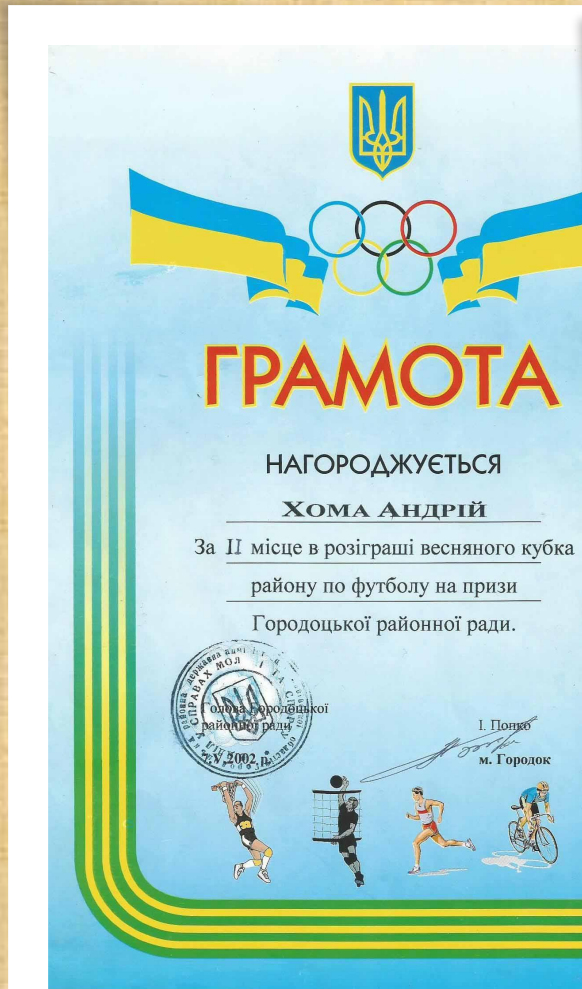 ГРАМОТА
НАГОРОДЖУЄТЬСЯ
ХОМА АНДРІЙ
За II місце в розіграші весняного кубка
району по футболу на призи
Городоцької районної ради.
Голова Городоцької
районної ради
І. Попко
V.2002 р.
м. Городок